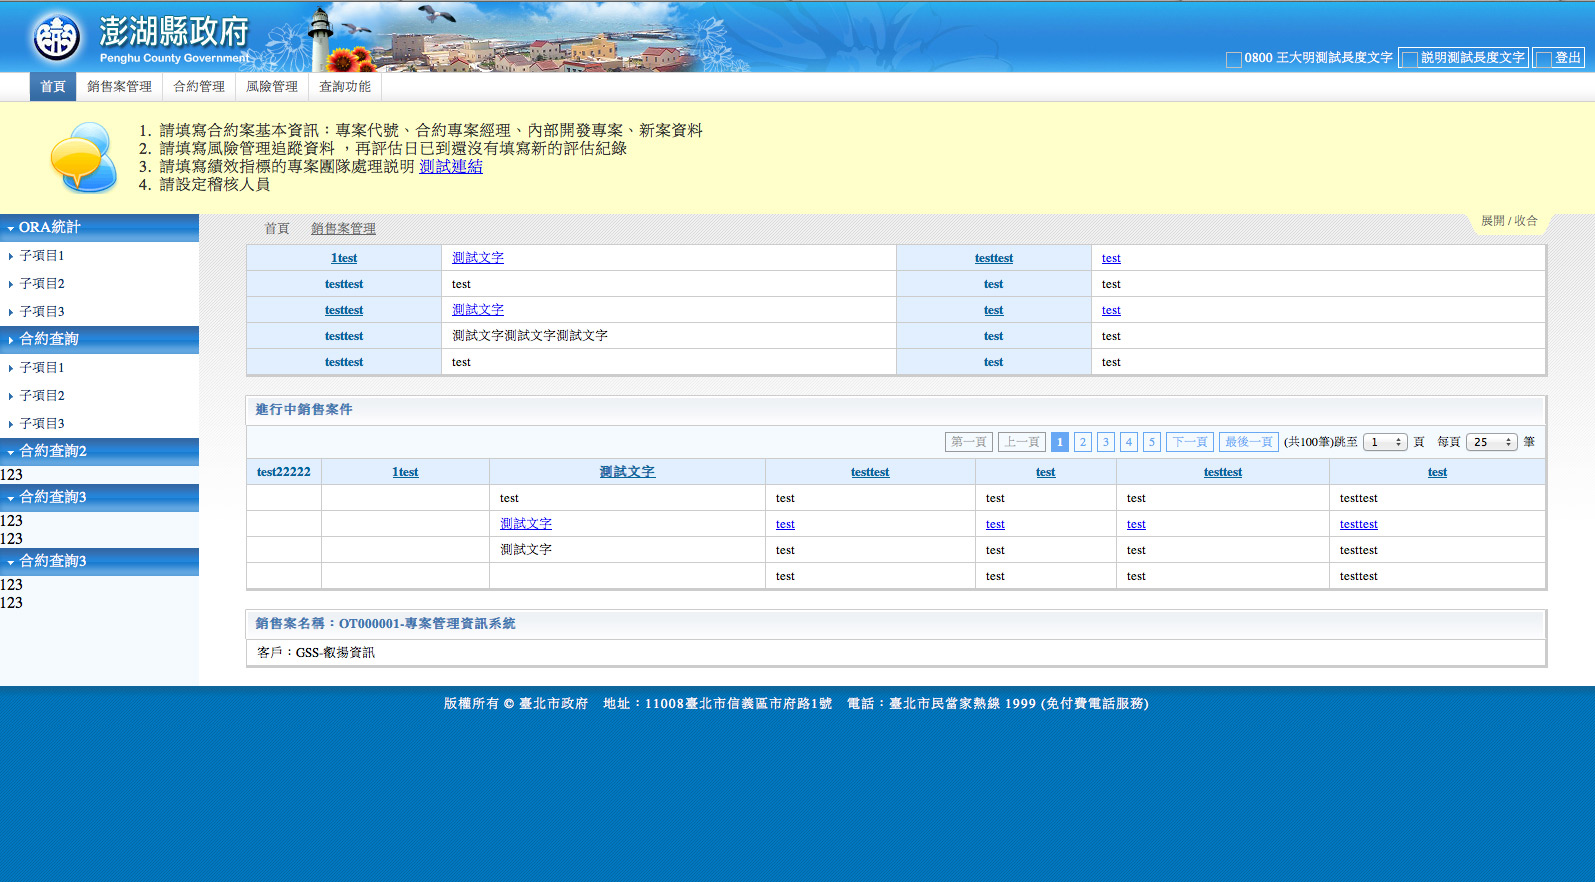 澎湖縣政府
Penghu County Government
0800 王大明測試長度文字 說明測試長度文字 登出
首頁 銷售案管理 合約管理 風險管理 查詢功能
1. 請填寫合約案基本資訊：專案代號、合約專案經理、內部開發專案、新案資料
2. 請填寫風險管理追蹤資料 ，再評估日已到還沒有填寫新的評估紀錄
3. 請填寫績效指標的專案團隊處理說明 測試連結
4. 請設定稽核人員
展開 / 收合
ORA統計
子項目1
子項目2
子項目3
合約查詢
子項目1
子項目2
子項目3
合約查詢2
123
合約查詢3
123
123
合約查詢3
123
123
首頁 銷售案管理
1test 測試文字 testtest test
testtest test test test
testtest 測試文字 test test
testtest 測試文字測試文字測試文字 test test
testtest test test test
進行中銷售案件
第一頁 上一頁 1 2 3 4 5 下一頁 最後一頁 (共100筆)跳至 1 頁 每頁 25 筆
test22222 1test 測試文字 testtest test testtest test
test test test test testtest
測試文字 test test test testtest
測試文字 test test test testtest
test test test testtest
銷售案名稱：OT000001-專案管理資訊系統
客戶：GSS-叡揚資訊
版權所有 © 臺北市政府 地址：11008臺北市信義區市府路1號 電話：臺北市民當家熱線 1999 (免付費電話服務)